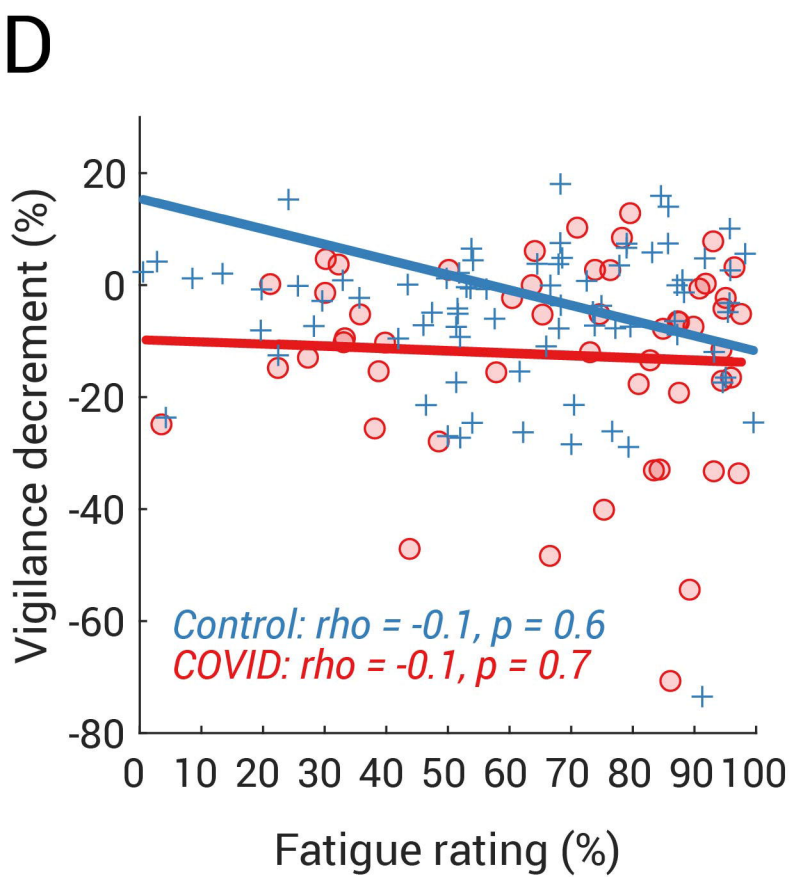 D
Vigilance decrement (%)
20
0
-20
-40
-60
-80
Control: rho = -0.1, p = 0.6
COVID: rho = -0.1, p = 0.7
0 10 20 30 40 50 60 70 80 90 100
Fatigue rating (%)